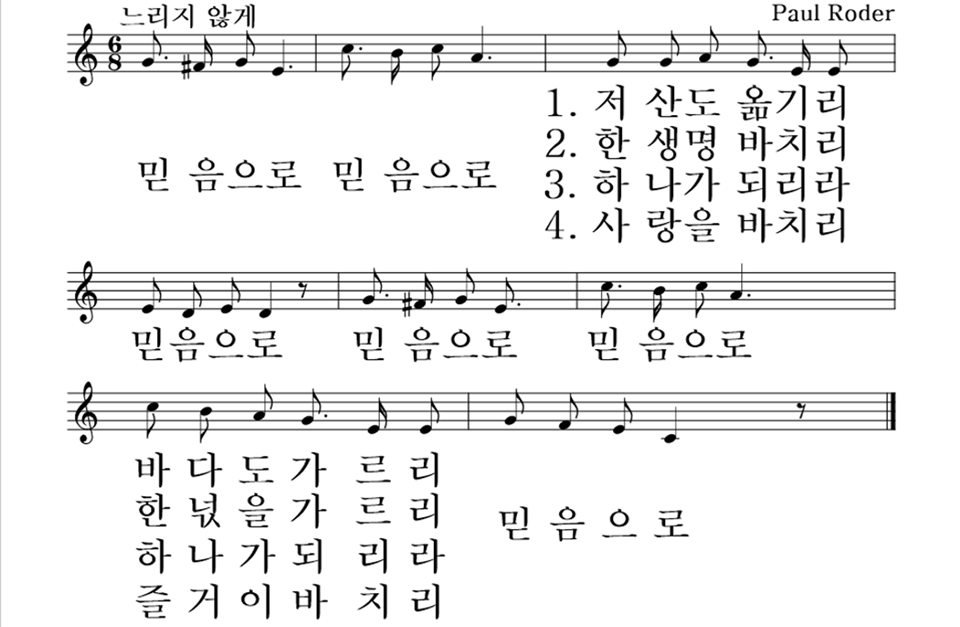 느리지 않게 Paul Roder
6
8
1. 저 산도 옮기리
2. 한 생명 바치리
믿 음으로 믿 음으로
3. 하 나가 되리라
4. 사 랑을 바치리
믿음으로 믿 음으로 믿 음으로
바 다 도 가 르 리
한 넋 을 가 르 리
믿 음 으 로
하 나 가 되 리 라
즐 거 이 바 치 리